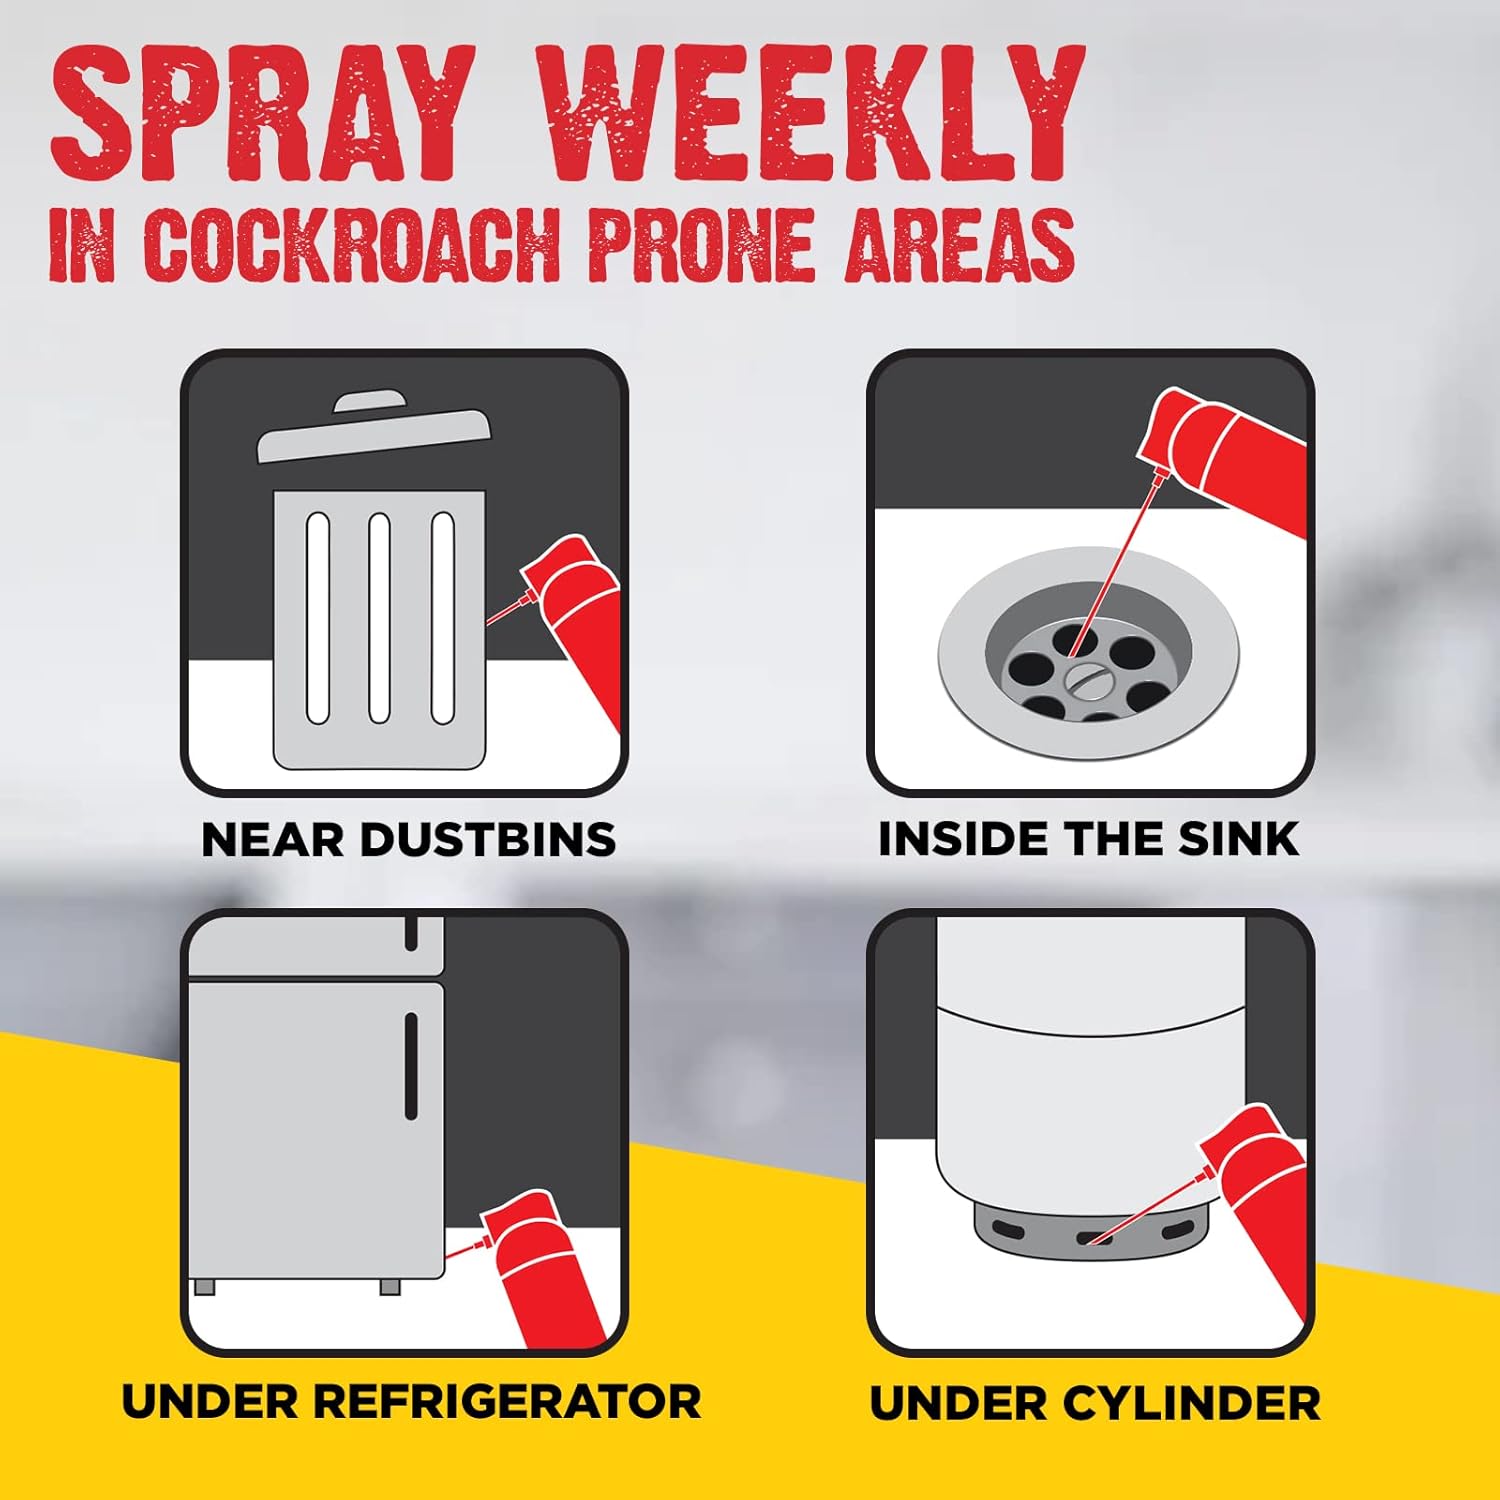 SPRAY WEEKLY
IN COCKROACH PRONE AREAS
NEAR DUSTBINS
INSIDE THE SINK
UNDER REFRIGERATOR
UNDER CYLINDER